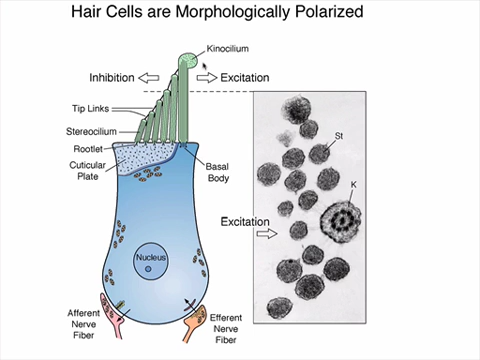 Hair Cells are Morphologically Polarized
Kinocilium
Inhibition
Excitation
Tip Links
Stereocilium
Rootlet
Cuticular
Plate
Basal
Body
St
K
Excitation
Nucleus
Afferent
Nerve
Fiber
Efferent
Nerve
Fiber